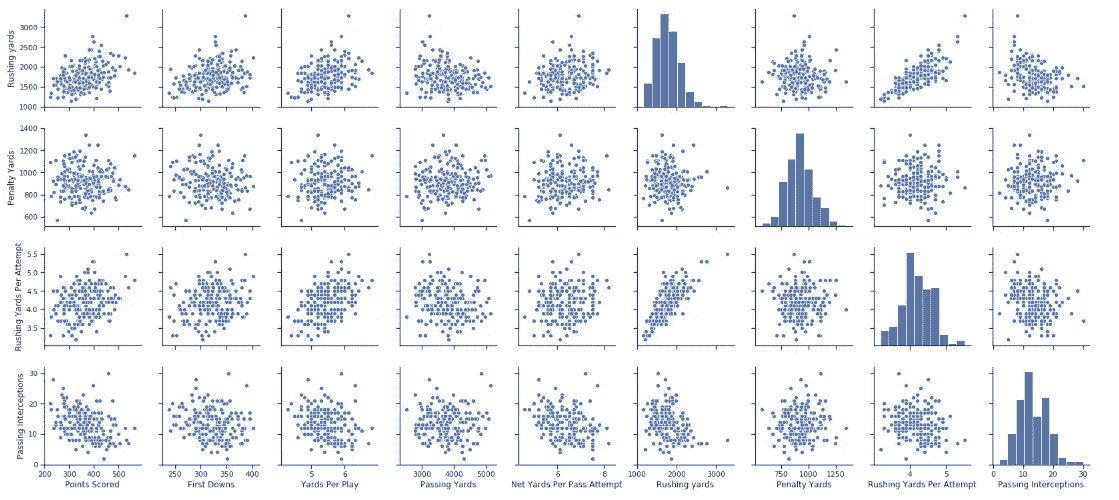 Rushing yards
3000
2500
2000
1500
1000
Penalty Yards
1400
1200
1000
800
600
Rushing Yards Per Attempt
5.5
5.0
4.5
4.0
3.5
Passing Interceptions
30
20
10
0
200 300 400 500
250 300 350 400
5 6
3000 4000 5000
6 8
1000 2000 3000
750 1000 1250
4 5
0 10 20 30
Points Scored
First Downs
Yards Per Play
Passing Yards
Net Yards Per Pass Attempt
Rushing yards
Penalty Yards
Rushing Yards Per Attempt
Passing Interceptions